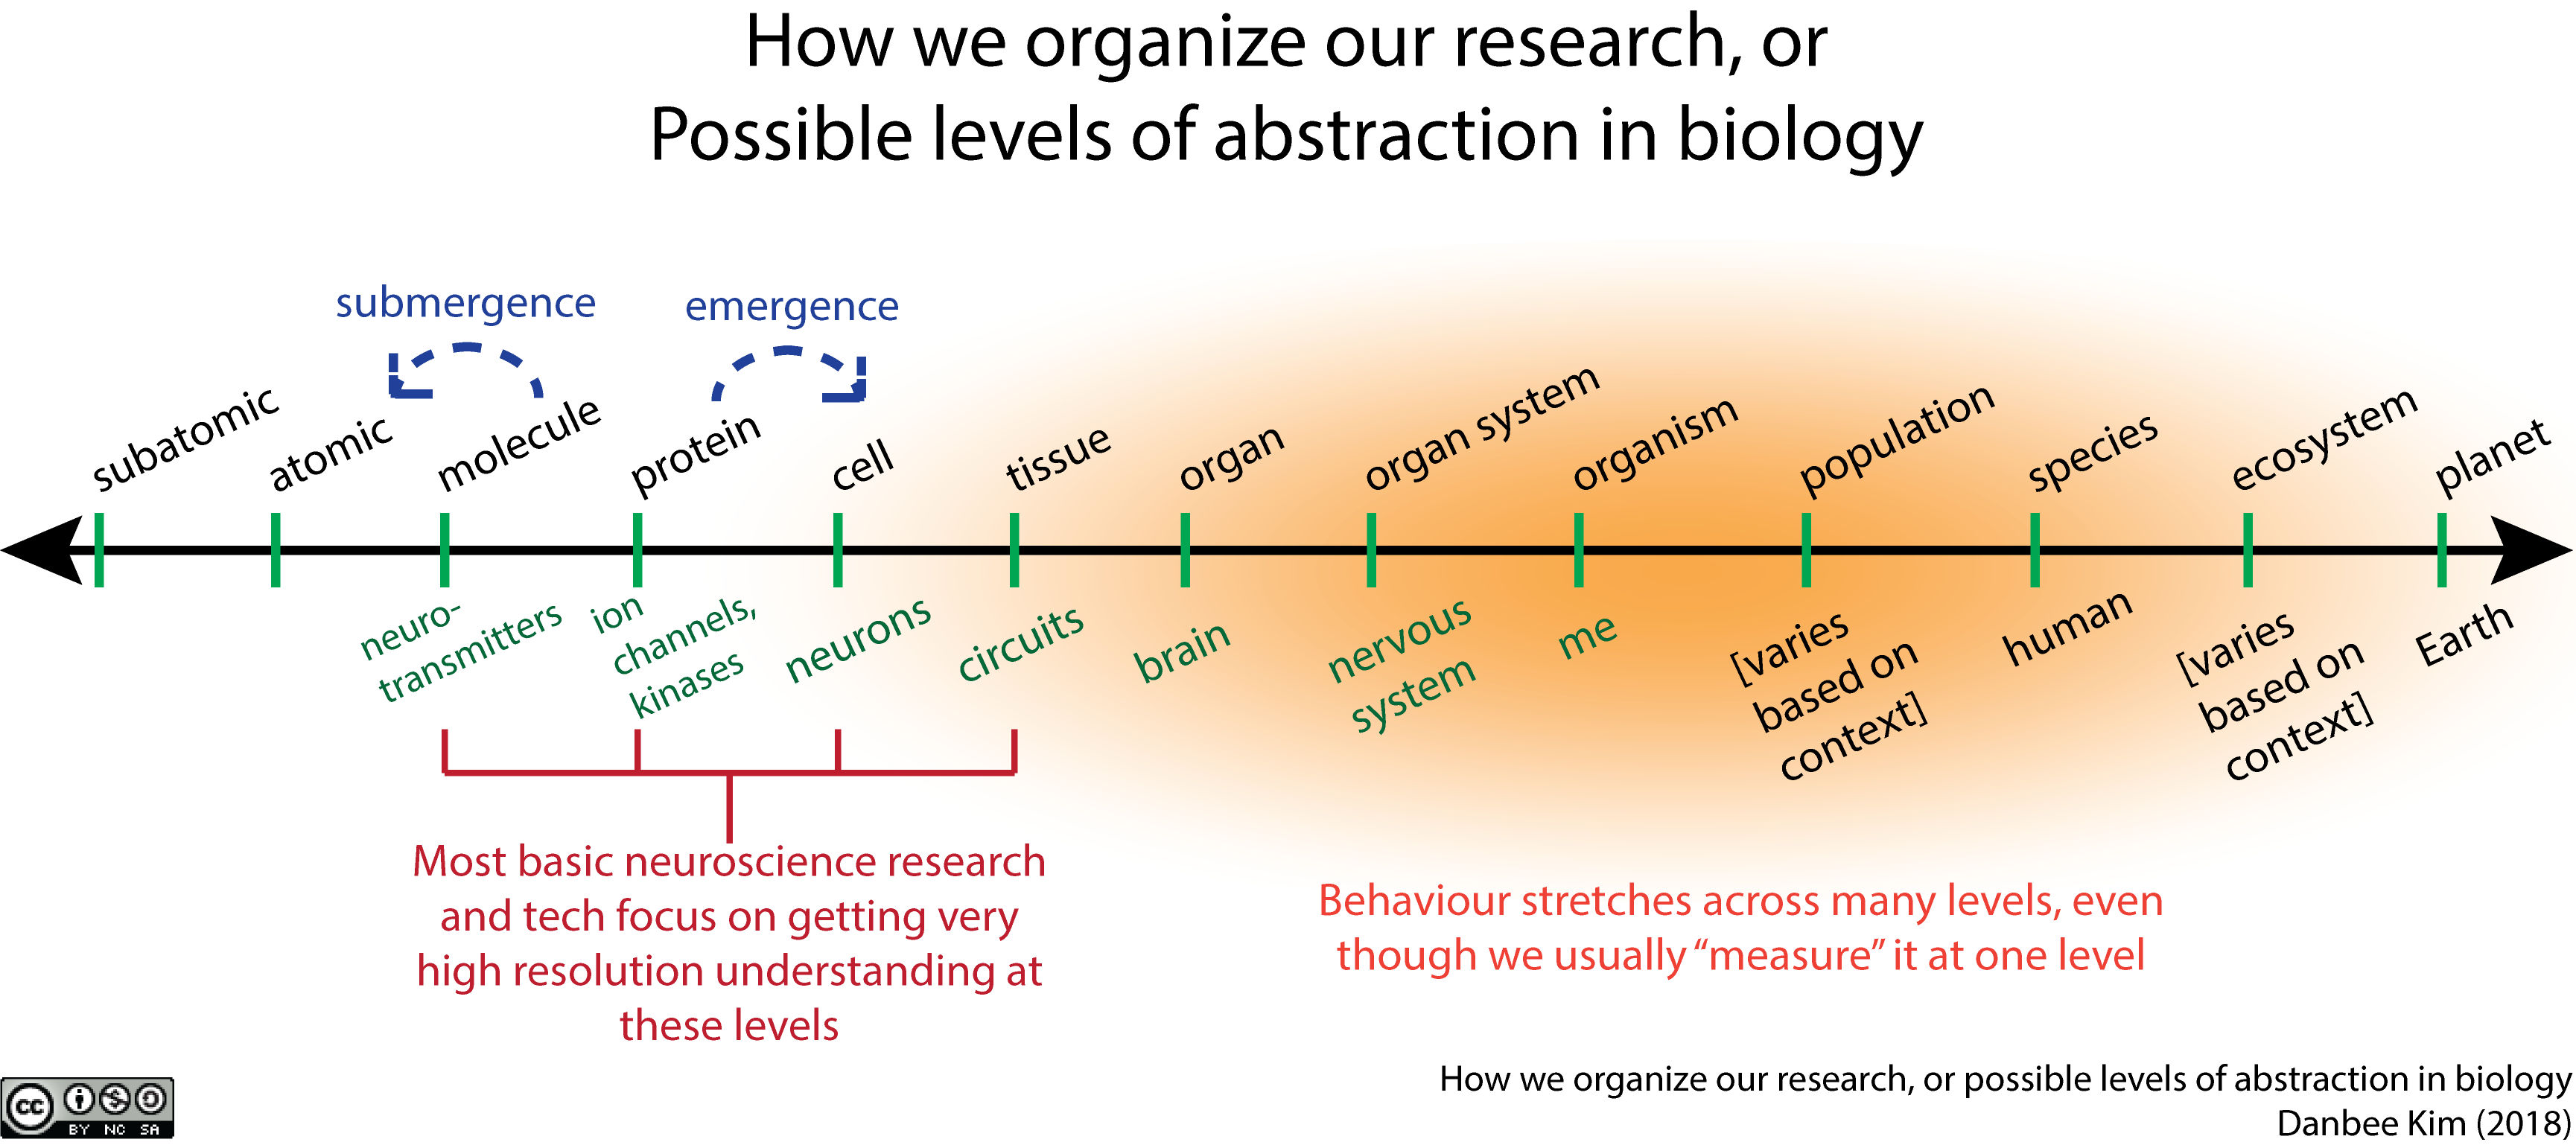 How we organize our research, or
Possible levels of abstraction in biology
submergence
emergence
subatomic
atomic
molecule
protein
cell
tissue
organ
organ system
organism
population
species
ecosystem
planet
neuro-
transmitters
ion
channels,
kinases
neurons
circuits
brain
nervous
system
me
[varies
based on
context]
human
[varies
based on
context]
Earth
Most basic neuroscience research
and tech focus on getting very
high resolution understanding at
these levels
Behaviour stretches across many levels, even
though we usually “measure” it at one level
How we organize our research, or possible levels of abstraction in biology
Danbee Kim (2018)
cc
BY NC SA